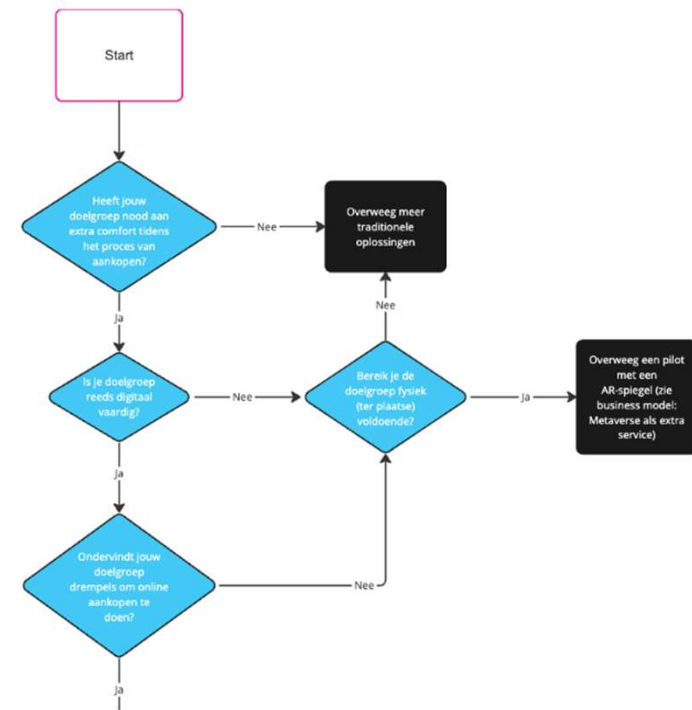 Start
Heeft jouw
doelgroep nood aan
extra comfort tidens
het proces van
aankopen?
Nee
Overweeg meer
traditionele
oplossingen
Ja
Nee
Is je doelgroep
reeds digitaal
vaardig?
Nee
Bereik je de
doelgroep fysiek
(ter plaatse)
voldoende?
Ja
Overweeg een pilot
met een
AR-spiegel (zie
business model:
Metaverse als extra
service)
Ja
Ondervindt jouw
doelgroep
drempels om online
aankopen te
doen?
Nee
Ja